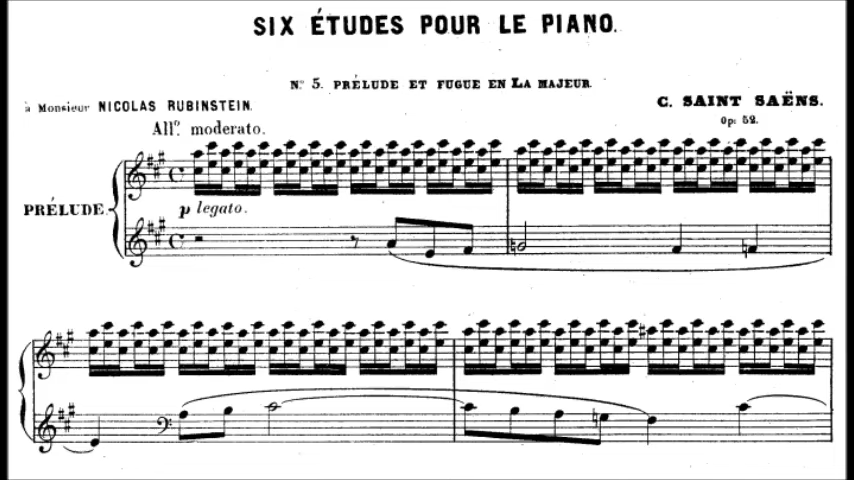 SIX ÉTUDES POUR LE PIANO.
Nº 5. PRÉLUDE ET FUGUE EN LA MAJEUR.
à Monsieur NICOLAS RUBINSTEIN.
C. SAINT SAËNS.
Op: 52.
Allº. moderato.
PRÉLUDE.
p legato.